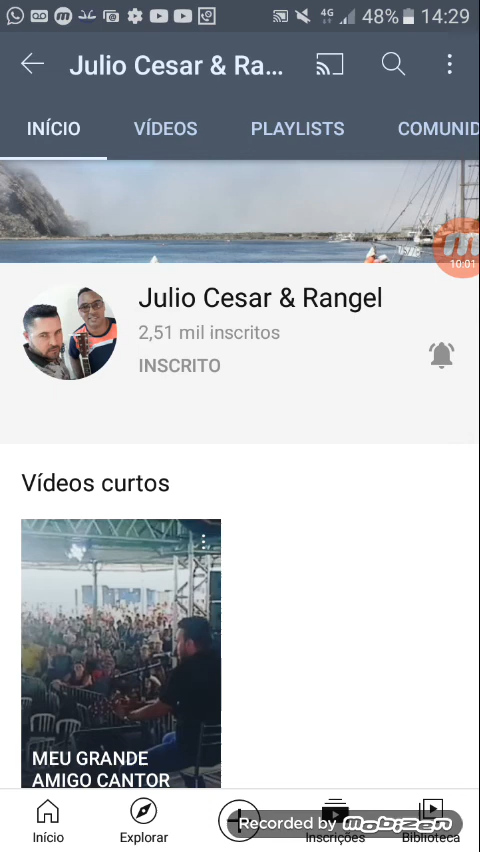 4G 48% 14:29
Julio Cesar & Ra...
INÍCIO VÍDEOS PLAYLISTS COMUNID
10:01
Julio Cesar & Rangel
2,51 mil inscritos
INSCRITO
Vídeos curtos
MEU GRANDE
AMIGO CANTOR
Início Explorar Inscrições Biblioteca
Recorded by mobizen